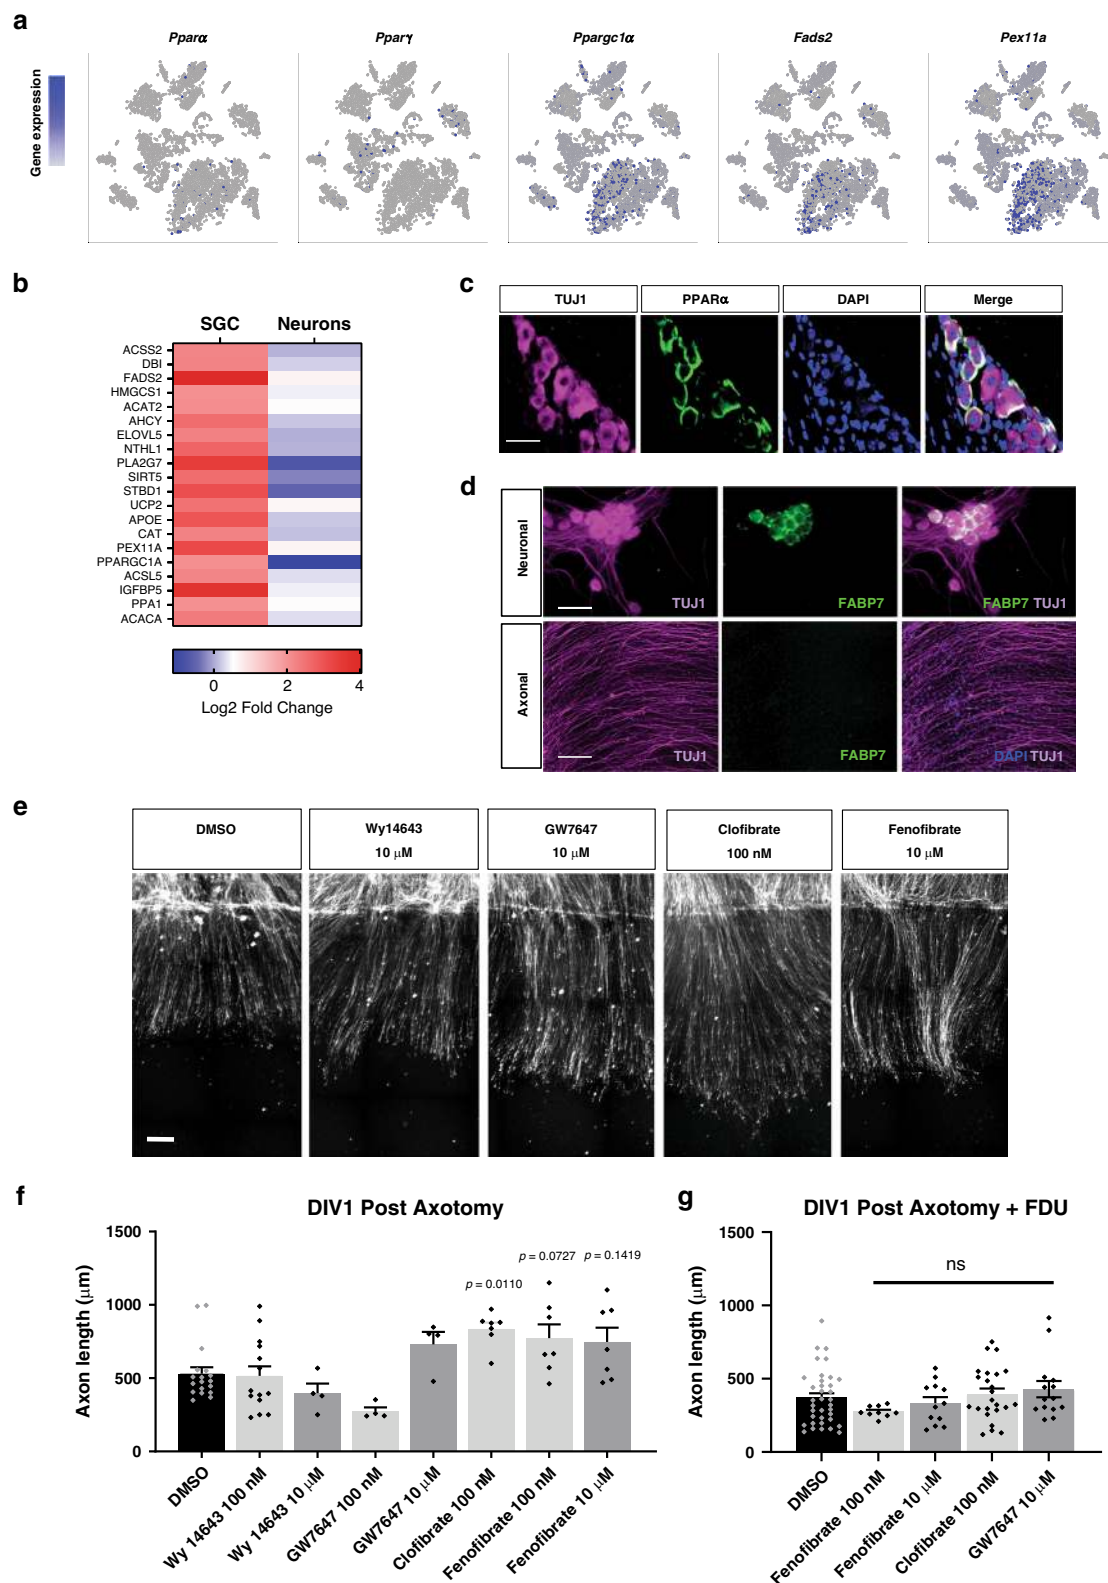 a
Pparα
Pparγ
Ppargc1α
Fads2
Pex11a
Gene expression
b
SGC
Neurons
ACSS2
DBI
FADS2
HMGCS1
ACAT2
AHCY
ELOVL5
NTHL1
PLA2G7
SIRT5
STBD1
UCP2
APOE
CAT
PEX11A
PPARGC1A
ACSL5
IGFBP5
PPA1
ACACA
0
2
4
Log2 Fold Change
c
TUJ1
PPARα
DAPI
Merge
d
Neuronal
TUJ1
FABP7
FABP7 TUJ1
Axonal
TUJ1
FABP7
DAPI TUJ1
e
DMSO
Wy14643
10 μM
GW7647
10 μM
Clofibrate
100 nM
Fenofibrate
10 μM
f
DIV1 Post Axotomy
Axon length (μm)
1500
1000
500
0
p = 0.0110
p = 0.0727
p = 0.1419
DMSO
Wy 14643 100 nM
Wy 14643 10 μM
GW7647 100 nM
GW7647 10 μM
Clofibrate 100 nM
Fenofibrate 100 nM
Fenofibrate 10 μM
g
DIV1 Post Axotomy + FDU
Axon length (μm)
1500
1000
500
0
ns
DMSO
Fenofibrate 100 nM
Fenofibrate 10 μM
Clofibrate 100 nM
GW7647 10 μM